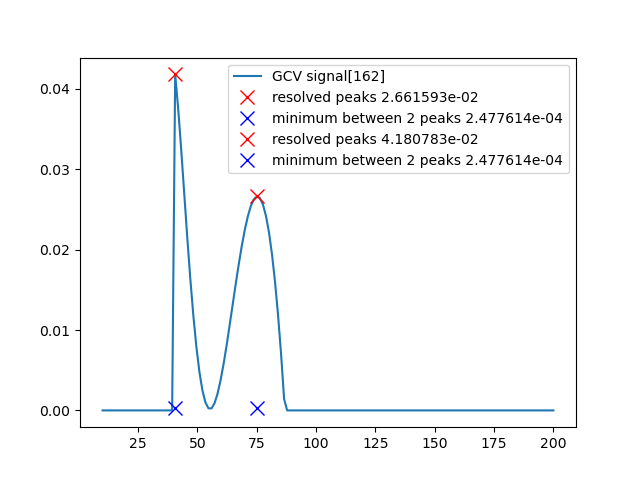 GCV signal[162]
resolved peaks 2.661593e-02
minimum between 2 peaks 2.477614e-04
resolved peaks 4.180783e-02
minimum between 2 peaks 2.477614e-04
0.04
0.03
0.02
0.01
0.00
25 50 75 100 125 150 175 200